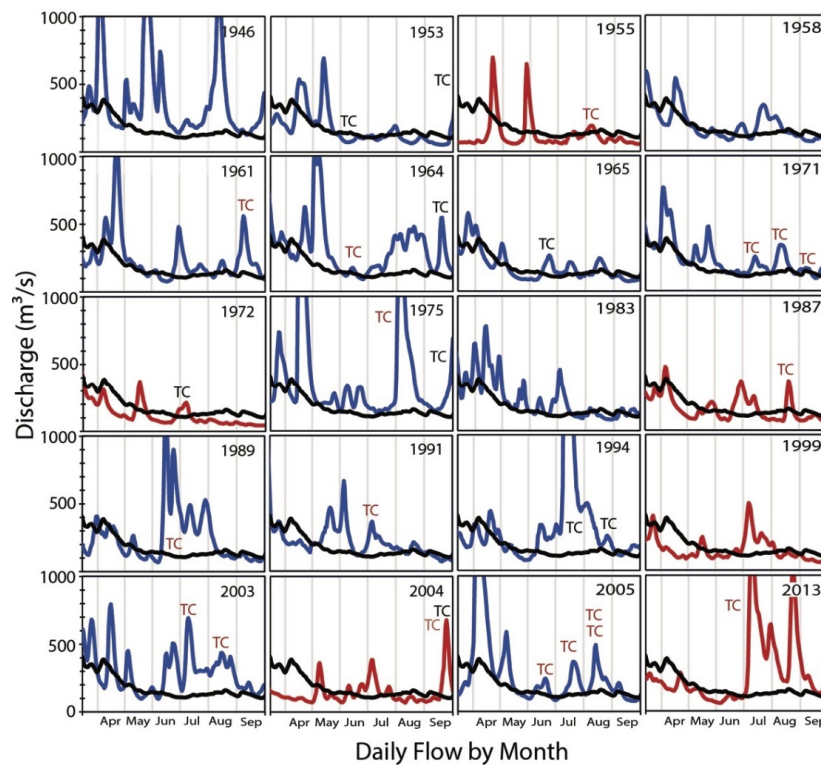 1000
500
1946
1953
TC
TC
1955
TC
1958
1000
500
1961
TC
1964
TC
TC
1965
TC
1971
TC
TC
TC
1000
500
1972
TC
1975
TC
TC
1983
1987
TC
1000
500
1989
TC
1991
TC
1994
TC
TC
1999
1000
500
0
2003
TC
TC
2004
TC
TC
2005
TC
TC
TC
TC
2013
TC
Apr May Jun Jul Aug Sep
Apr May Jun Jul Aug Sep
Apr May Jun Jul Aug Sep
Apr May Jun Jul Aug Sep
Discharge (m³/s)
Daily Flow by Month